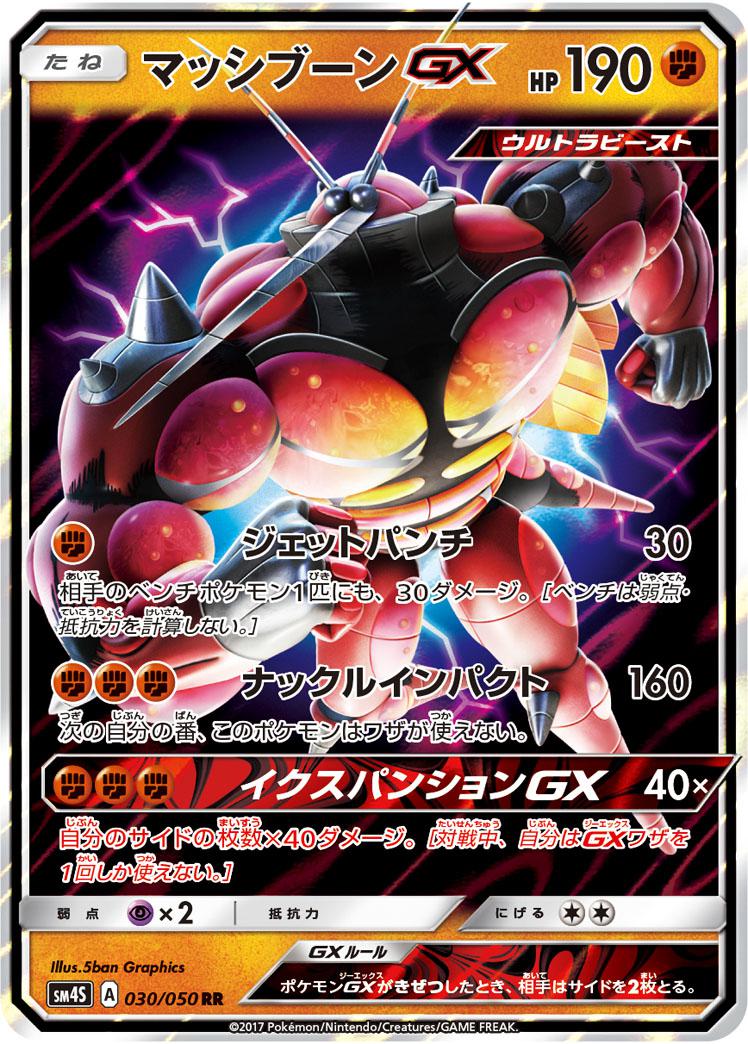 たね マッシブーンGX HP 190
ウルトラビースト
ジェットパンチ 30
相手のベンチポケモン1匹にも、30ダメージ。[ベンチは弱点・
抵抗力を計算しない。]
ナックルインパクト 160
次の自分の番、このポケモンはワザが使えない。
イクスパンションGX 40×
自分のサイドの枚数×40ダメージ。[対戦中、自分はGXワザを
1回しか使えない。]
弱点 ×2 抵抗力 にげる
GXルール
ポケモンGXがきぜつしたとき、相手はサイドを2枚とる。
Illus.5ban Graphics
SM4S A 030/050 RR
©2017 Pokémon/Nintendo/Creatures/GAME FREAK.